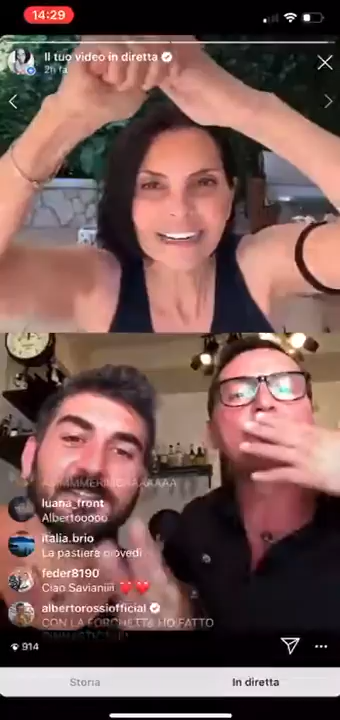 14:29
Il tuo video in diretta
2h fa
luana_front
Albertoooo
italia.brio
La pastiera piovedì
feder8190
Ciao Savianiii ❤️❤️
albertorossiofficial
CON LA FORCHETTA HO FATTO
914
Storia
In diretta